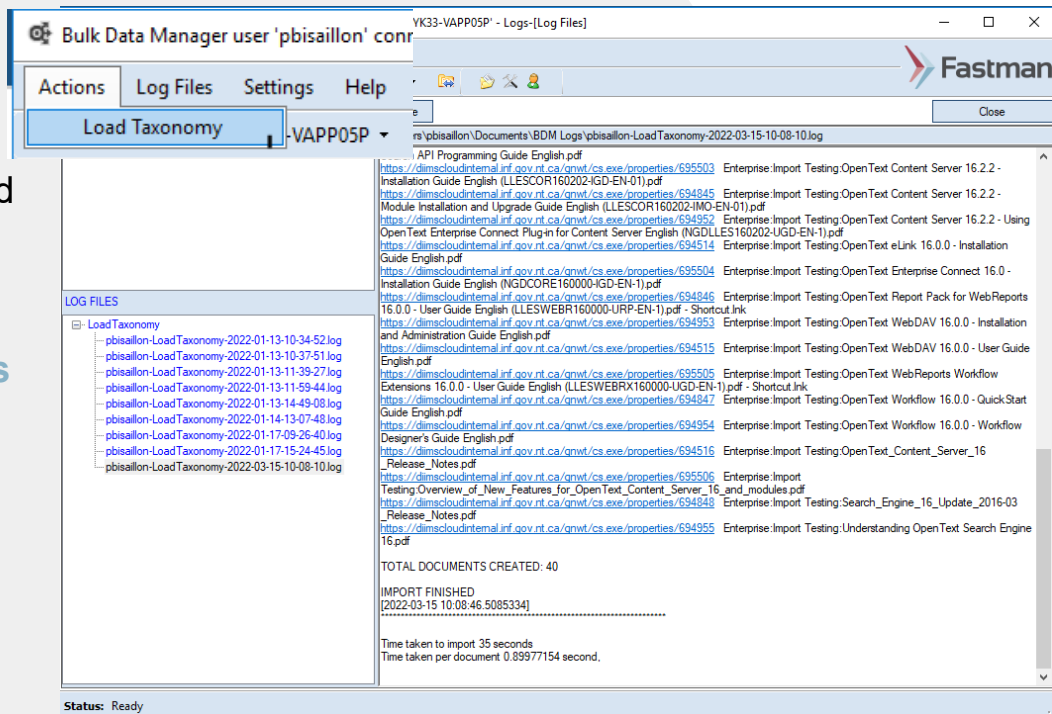 YK33-VAPP05P' - Logs-[Log Files]
Bulk Data Manager user 'pbisaillon' conn
Actions Log Files Settings Help
Load Taxonomy
-VAPP05P
Fastman
Close
rs\pbisaillon\Documents\BDM Logs\pbisaillon-LoadTaxonomy-2022-03-15-10-08-10.log
d
s
API Programming Guide English.pdf
https://diimscloudinternal.inf.gov.nt.ca/gnwt/cs.exe/properties/695503 Enterprise:Import Testing:OpenText Content Server 16.2.2 -
Installation Guide English (LLESCOR160202-IGD-EN-01).pdf
https://diimscloudinternal.inf.gov.nt.ca/gnwt/cs.exe/properties/694845 Enterprise:Import Testing:OpenText Content Server 16.2.2 -
Module Installation and Upgrade Guide English (LLESCOR160202-IMO-EN-01).pdf
https://diimscloudinternal.inf.gov.nt.ca/gnwt/cs.exe/properties/694952 Enterprise:Import Testing:OpenText Content Server 16.2.2 - Using
OpenText Enterprise Connect Plug-in for Content Server English (NGDLLES160202-UGD-EN-1).pdf
https://diimscloudinternal.inf.gov.nt.ca/gnwt/cs.exe/properties/694514 Enterprise:Import Testing:OpenText eLink 16.0.0 - Installation
Guide English.pdf
https://diimscloudinternal.inf.gov.nt.ca/gnwt/cs.exe/properties/695504 Enterprise:Import Testing:OpenText Enterprise Connect 16.0 -
Installation Guide English (NGDCORE160000-IGD-EN-1).pdf
https://diimscloudinternal.inf.gov.nt.ca/gnwt/cs.exe/properties/694846 Enterprise:Import Testing:OpenText Report Pack for WebReports
16.0.0 - User Guide English (LLESWEBR160000-URP-EN-1).pdf - Shortcut.lnk
https://diimscloudinternal.inf.gov.nt.ca/gnwt/cs.exe/properties/694953 Enterprise:Import Testing:OpenText WebDAV 16.0.0 - Installation
and Administration Guide English.pdf
https://diimscloudinternal.inf.gov.nt.ca/gnwt/cs.exe/properties/694515 Enterprise:Import Testing:OpenText WebDAV 16.0.0 - User Guide
English.pdf
https://diimscloudinternal.inf.gov.nt.ca/gnwt/cs.exe/properties/695505 Enterprise:Import Testing:OpenText WebReports Workflow
Extensions 16.0.0 - User Guide English (LLESWEBRX160000-UGD-EN-1).pdf - Shortcut.lnk
https://diimscloudinternal.inf.gov.nt.ca/gnwt/cs.exe/properties/694847 Enterprise:Import Testing:OpenText Workflow 16.0.0 - Quick Start
Guide English.pdf
https://diimscloudinternal.inf.gov.nt.ca/gnwt/cs.exe/properties/694954 Enterprise:Import Testing:OpenText Workflow 16.0.0 - Workflow
Designer's Guide English.pdf
https://diimscloudinternal.inf.gov.nt.ca/gnwt/cs.exe/properties/694516 Enterprise:Import Testing:OpenText_Content_Server_16
_Release_Notes.pdf
https://diimscloudinternal.inf.gov.nt.ca/gnwt/cs.exe/properties/695506 Enterprise:Import
Testing:Overview_of_New_Features_for_OpenText_Content_Server_16_and_modules.pdf
https://diimscloudinternal.inf.gov.nt.ca/gnwt/cs.exe/properties/694848 Enterprise:Import Testing:Search_Engine_16_Update_2016-03
_Release_Notes.pdf
https://diimscloudinternal.inf.gov.nt.ca/gnwt/cs.exe/properties/694955 Enterprise:Import Testing:Understanding OpenText Search Engine
16.pdf
TOTAL DOCUMENTS CREATED: 40
IMPORT FINISHED
[2022-03-15 10:08:46.5085334]
Time taken to import 35 seconds
Time taken per document 0.89977154 second,
LOG FILES
LoadTaxonomy
pbisaillon-LoadTaxonomy-2022-01-13-10-34-52.log
pbisaillon-LoadTaxonomy-2022-01-13-10-37-51.log
pbisaillon-LoadTaxonomy-2022-01-13-11-39-27.log
pbisaillon-LoadTaxonomy-2022-01-13-11-59-44.log
pbisaillon-LoadTaxonomy-2022-01-13-14-49-08.log
pbisaillon-LoadTaxonomy-2022-01-14-13-07-48.log
pbisaillon-LoadTaxonomy-2022-01-17-09-26-40.log
pbisaillon-LoadTaxonomy-2022-01-17-15-24-45.log
pbisaillon-LoadTaxonomy-2022-03-15-10-08-10.log
Status: Ready